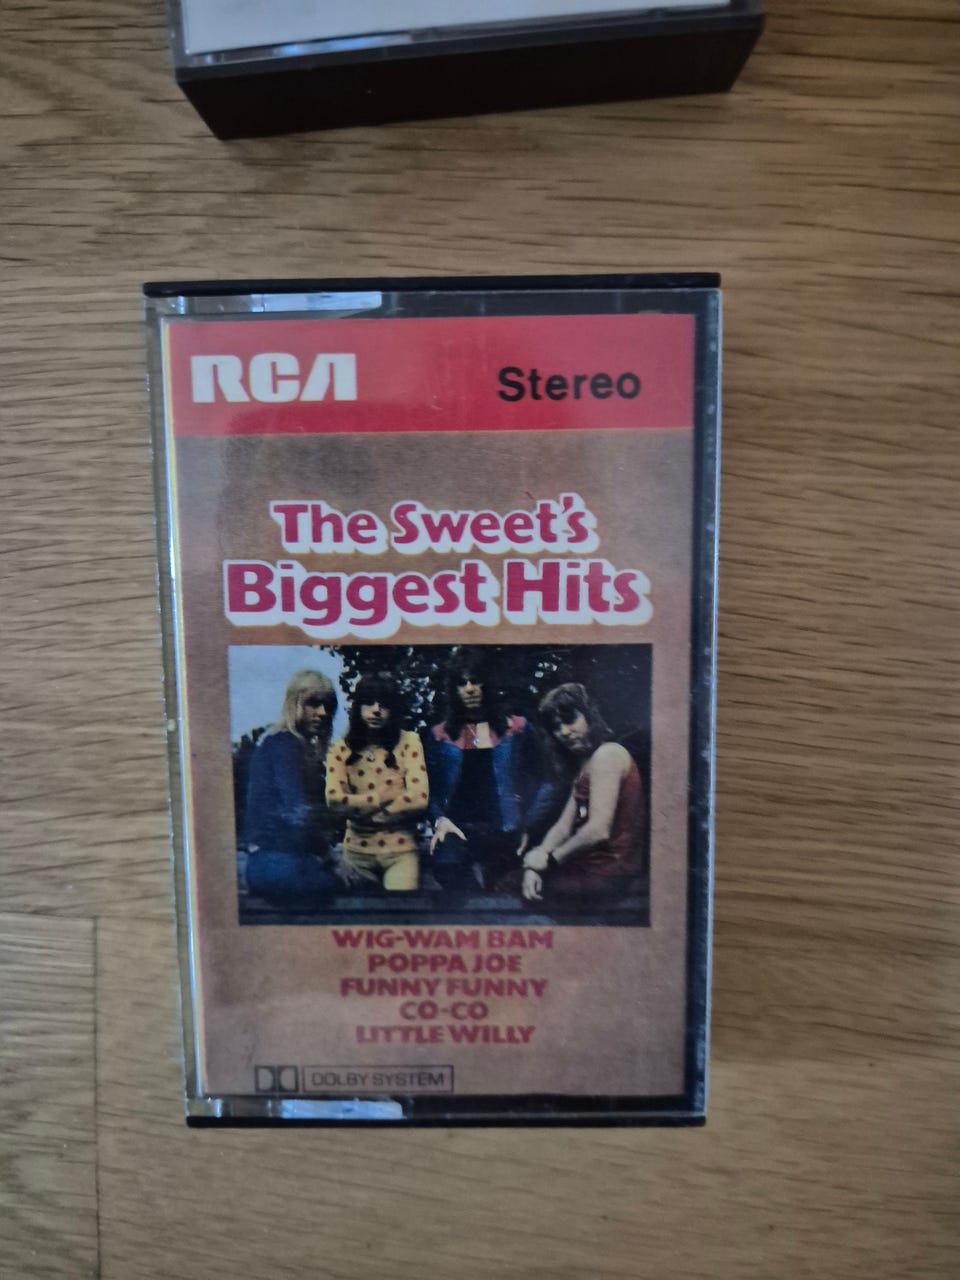 RCA
Stereo
The Sweet's
Biggest Hits
WIG-WAM BAM
POPPA JOE
FUNNY FUNNY
CO-CO
LITTLE WILLY
DOLBY SYSTEM